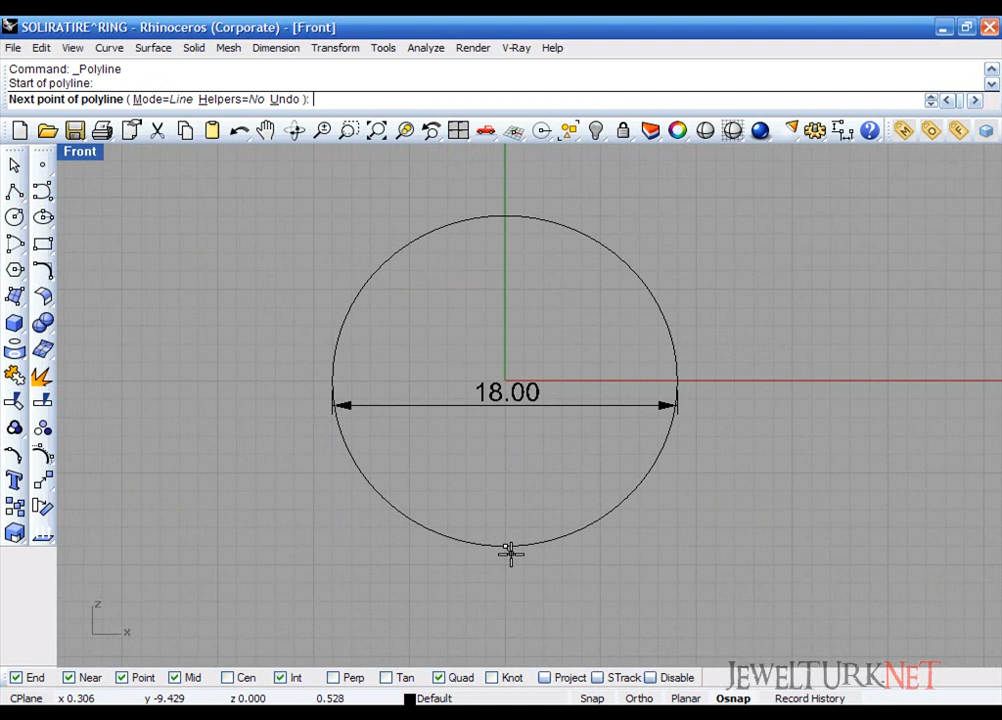 SOLIRATIRE^RING - Rhinoceros (Corporate) - [Front]
File Edit View Curve Surface Solid Mesh Dimension Transform Tools Analyze Render V-Ray Help
Command: _Polyline
Start of polyline:
Next point of polyline ( Mode=Line Helpers=No Undo ):
M O F
Front
18.00
z
x
End Near Point Mid Cen Int Perp Tan Quad Knot Project STrack Disable
JEWELTURK.NET
CPlane x 0.306 y -9.429 z 0.000 0.528 Default Snap Ortho Planar Osnap Record History